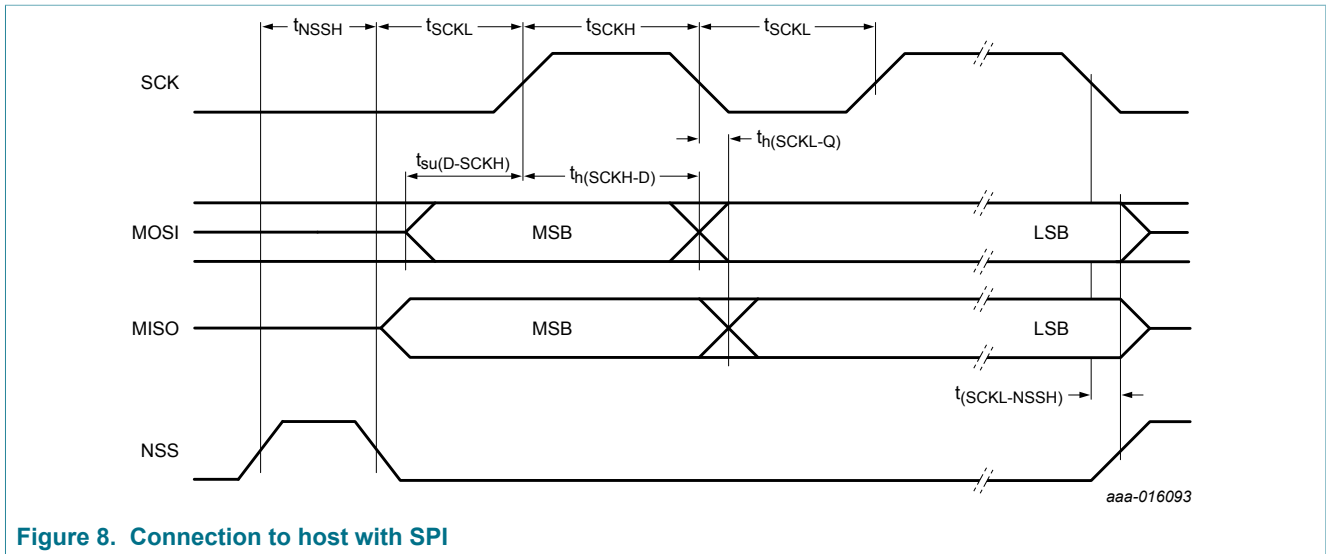 tNSSH tSCKL tSCKH tSCKL
SCK
th(SCKL-Q)
tsu(D-SCKH)
th(SCKH-D)
MOSI MSB LSB
MISO MSB LSB
t(SCKL-NSSH)
NSS
aaa-016093
Figure 8. Connection to host with SPI